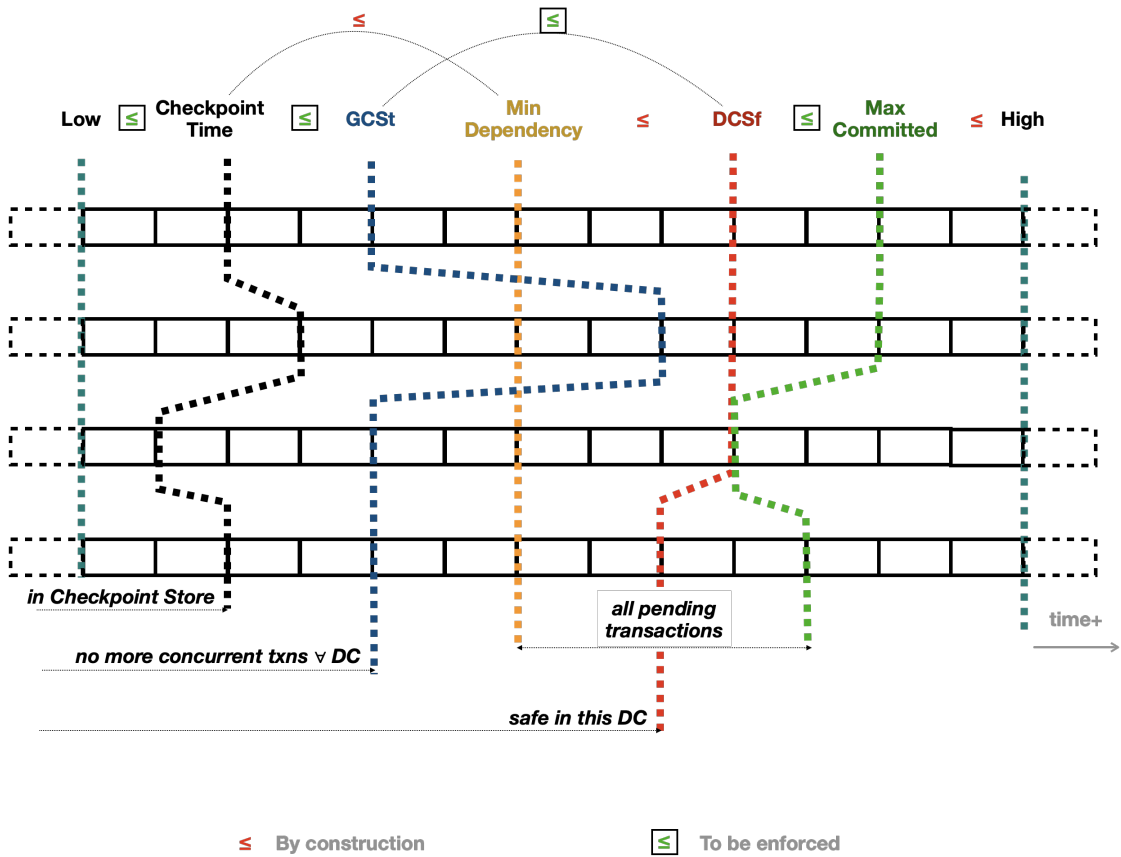 ≤
≤
Low
≤
Checkpoint
Time
≤
GCSt
Min
Dependency
≤
DCSf
≤
Max
Committed
≤
High
in Checkpoint Store
all pending
transactions
time+
no more concurrent txns ∀ DC
safe in this DC
≤ By construction
≤ To be enforced